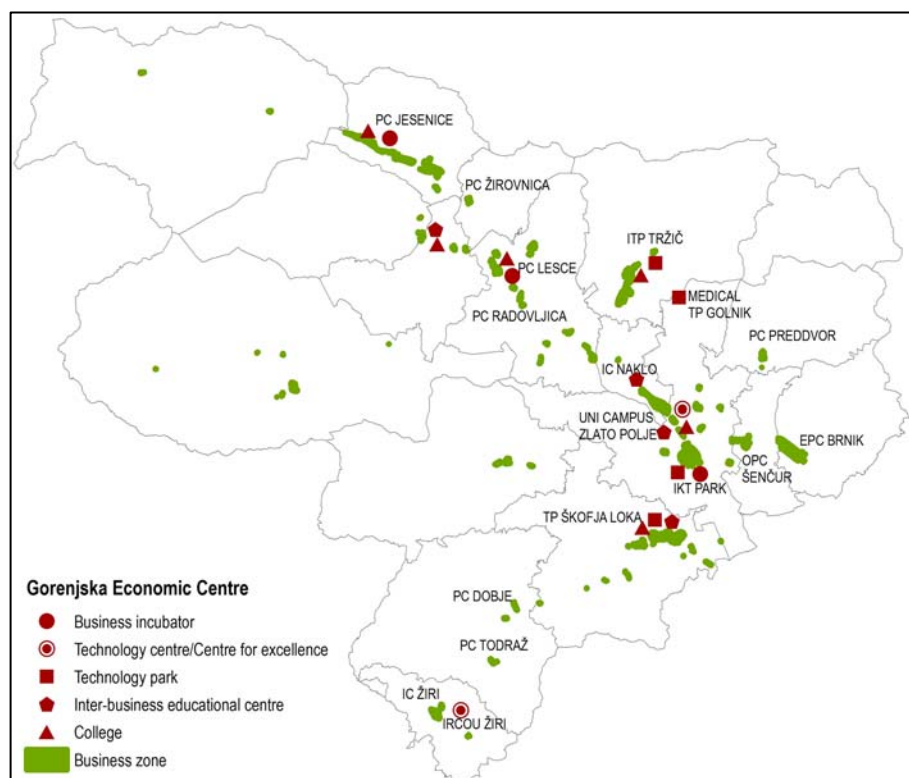 PC JESENICE
PC ŽIROVNICA
ITP TRŽIČ
PC LESCE
MEDICAL
TP GOLNIK
PC RADOVLJICA
PC PREDDVOR
IC NAKLO
UNI CAMPUS
ZLATO POLJE
EPC BRNIK
OPC
ŠENČUR
IKT PARK
TP ŠKOFJA LOKA
PC DOBJE
PC TODRAŽ
IC ŽIRI
IRCOU ŽIRI
Gorenjska Economic Centre
Business incubator
Technology centre/Centre for excellence
Technology park
Inter-business educational centre
College
Business zone